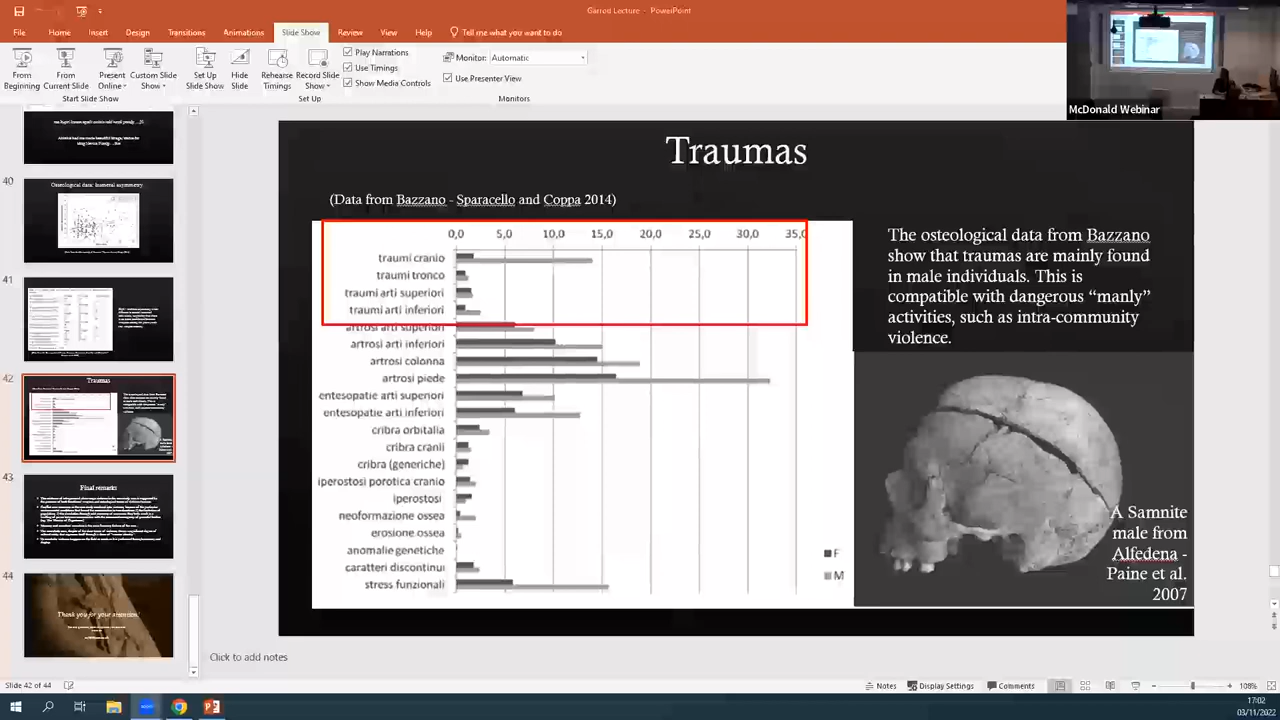 Garrod Lecture - PowerPoint
File Home Insert Design Transitions Animations Slide Show Review View Help Tell me what you want to do
From Beginning
From Current Slide
Present Online
Custom Slide Show
Start Slide Show
Set Up Slide Show
Hide Slide
Rehearse Timings
Record Slide Show
Play Narrations
Use Timings
Show Media Controls
Set Up
Monitor: Automatic
Use Presenter View
Monitors
McDonald Webinar
40
Osteological data: humeral asymmetry
41
42
Traumas
43
Final remarks
44
Thank you for your attention!
Traumas
(Data from Bazzano - Sparacello and Coppa 2014)
0,0 5,0 10,0 15,0 20,0 25,0 30,0 35,0
traumi cranio
traumi tronco
traumi arti superiori
traumi arti inferiori
artrosi arti superiori
artrosi arti inferiori
artrosi colonna
artrosi piede
entesopatie arti superiori
entesopatie arti inferiori
cribra orbitalia
cribra cranii
cribra (generiche)
iperostosi porotica cranio
iperostosi
neoformazione ossea
erosione ossea
anomalie genetiche
caratteri discontinui
stress funzionali
F
M
The osteological data from Bazzano
show that traumas are mainly found
in male individuals. This is
compatible with dangerous “manly”
activities, such as intra-community
violence.
A Samnite
male from
Alfedena -
Paine et al.
2007
Click to add notes
Slide 42 of 44
Notes Display Settings Comments 108%
17:02
03/11/2022